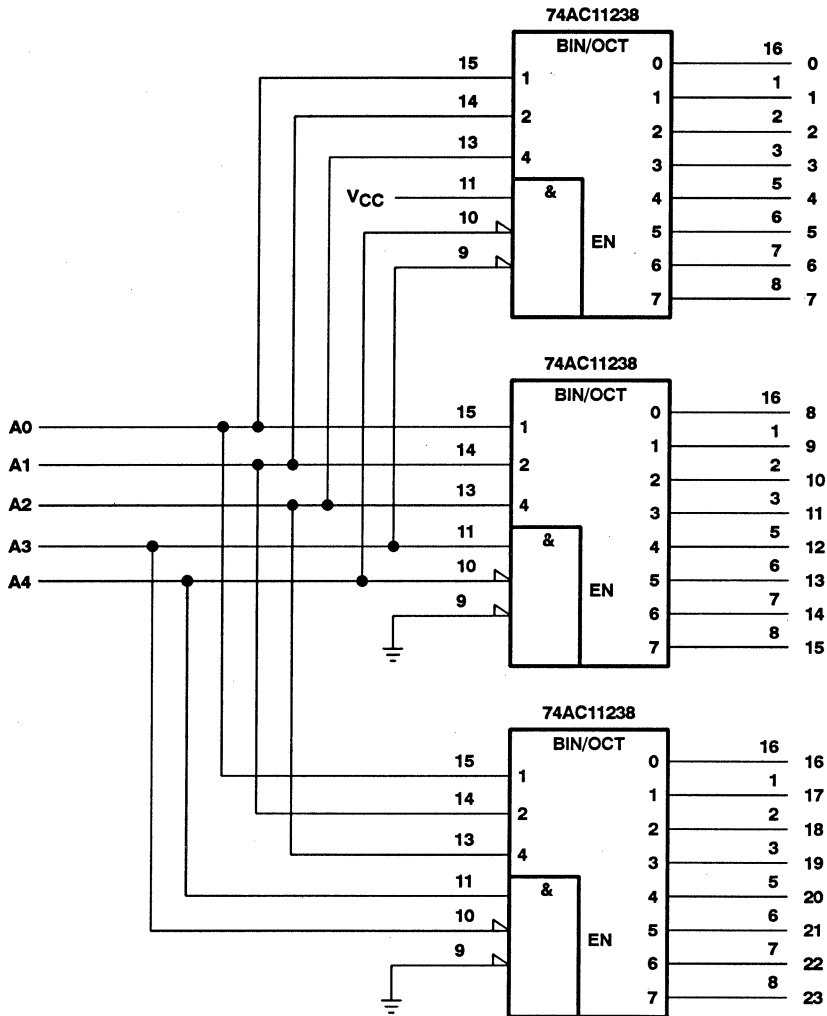 74AC11238
BIN/OCT
15 1 0 16 0
14 2 1 1 1
13 4 2 2 2
3 3 3
VCC 11 & 4 5 4
10 EN 5 6 5
9 6 7 6
7 8 7
74AC11238
BIN/OCT
A0 15 1 0 16 8
A1 14 2 1 1 9
A2 13 4 2 2 10
3 3 11
A3 11 & 4 5 12
A4 10 EN 5 6 13
9 6 7 14
7 8 15
74AC11238
BIN/OCT
15 1 0 16 16
14 2 1 1 17
13 4 2 2 18
3 3 19
11 & 4 5 20
10 EN 5 6 21
9 6 7 22
7 8 23